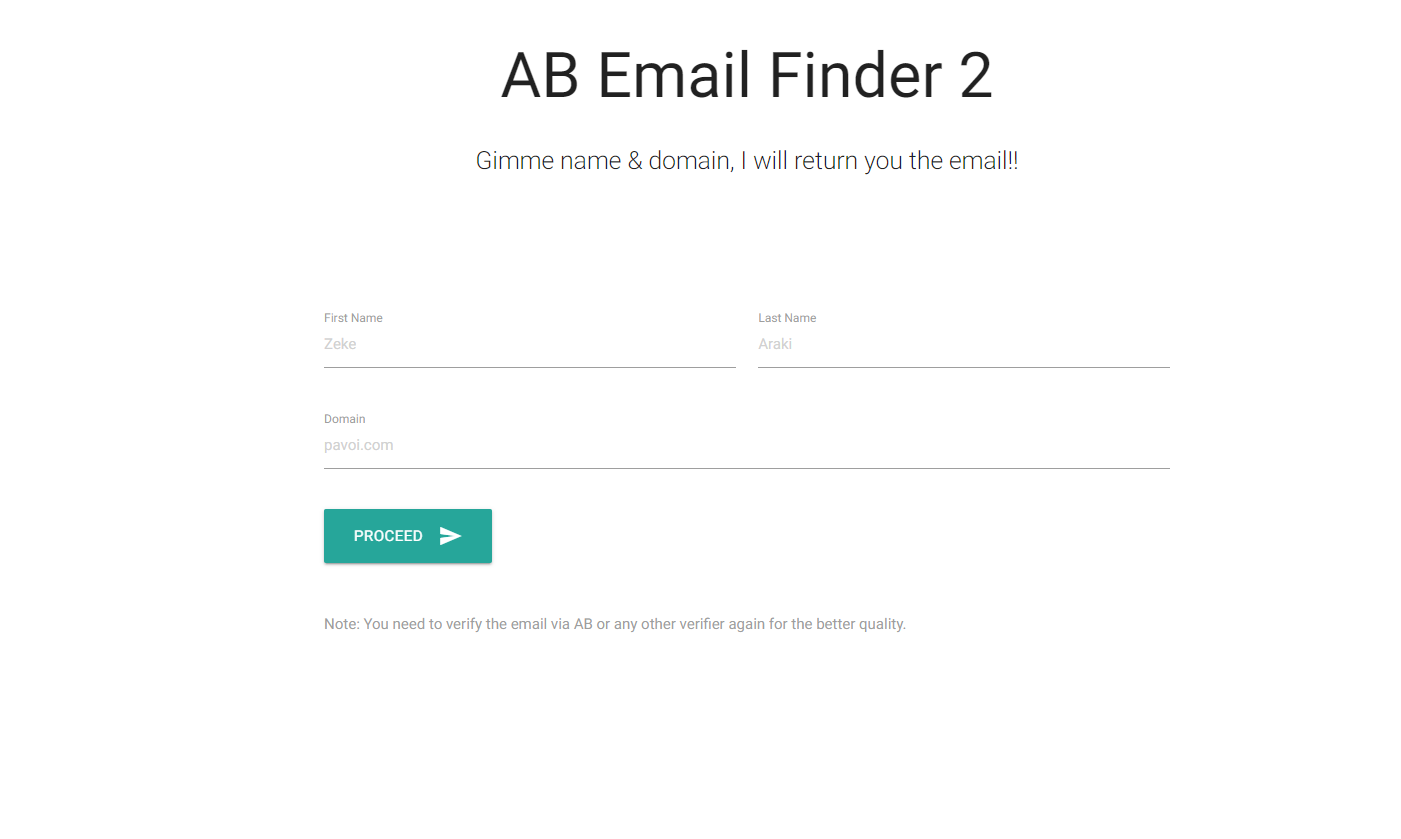 AB Email Finder 2
Gimme name & domain, I will return you the email!!
First Name
Last Name
Zeke
Araki
Domain
pavoi.com
PROCEED
Note: You need to verify the email via AB or any other verifier again for the better quality.